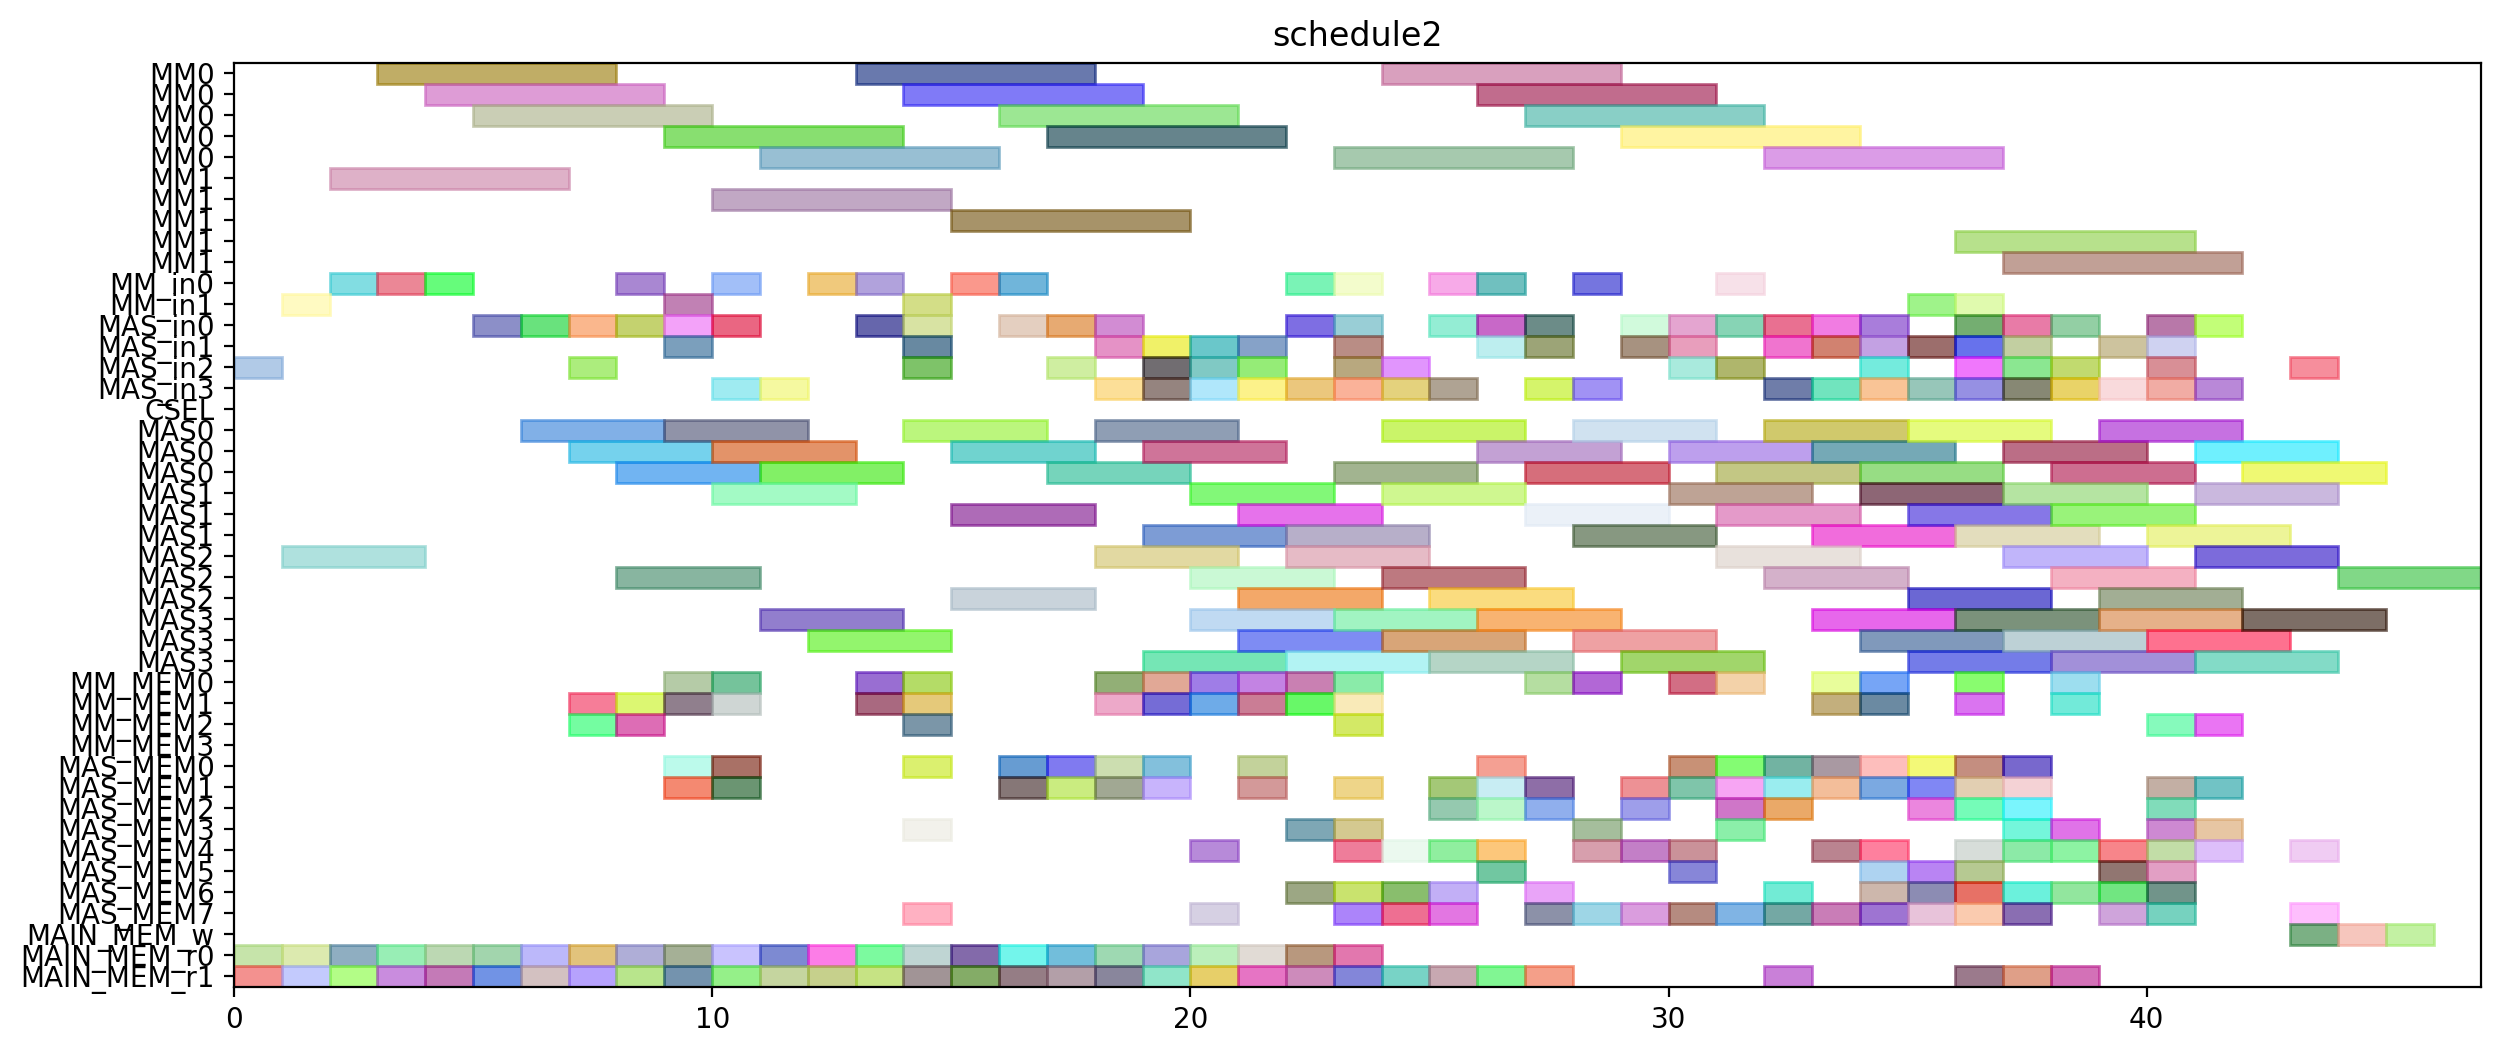 schedule2
MM0
MM0
MM0
MM0
MM0
MM1
MM1
MM1
MM1
MM1
MM_in0
MM_in1
MAS_in0
MAS_in1
MAS_in2
MAS_in3
CSEL
MAS0
MAS0
MAS0
MAS1
MAS1
MAS1
MAS2
MAS2
MAS2
MAS3
MAS3
MAS3
MM_MEM0
MM_MEM1
MM_MEM2
MM_MEM3
MAS_MEM0
MAS_MEM1
MAS_MEM2
MAS_MEM3
MAS_MEM4
MAS_MEM5
MAS_MEM6
MAS_MEM7
MAIN_MEM_w
MAIN_MEM_r0
MAIN_MEM_r1
0 10 20 30 40